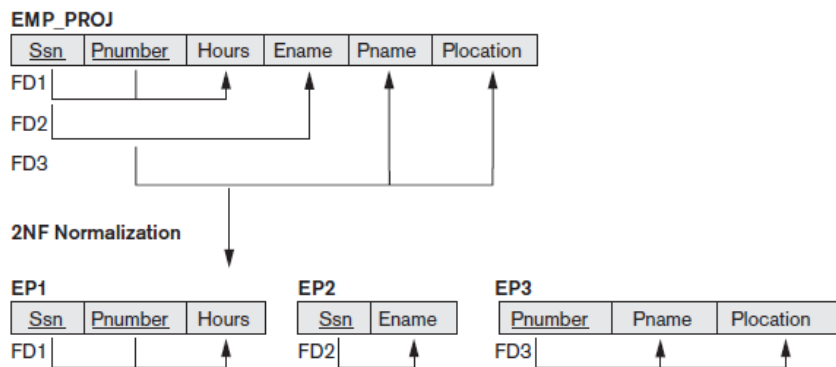 EMP_PROJ
Ssn Pnumber Hours Ename Pname Plocation
FD1
FD2
FD3
2NF Normalization
EP1 EP2 EP3
Ssn Pnumber Hours Ssn Ename Pnumber Pname Plocation
FD1 FD2 FD3